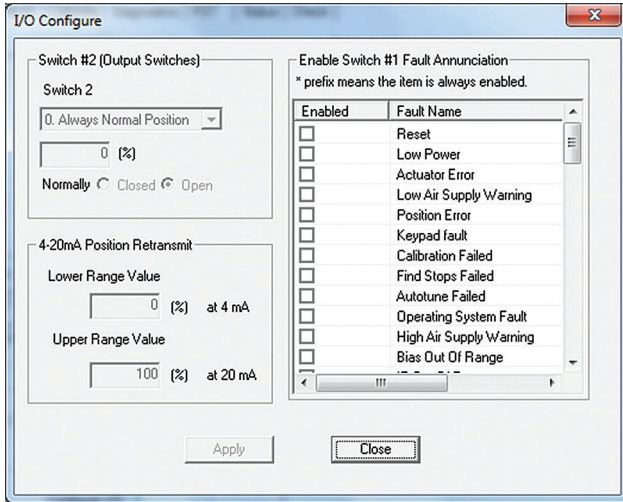 I/O Configure
Switch #2 (Output Switches)
Switch 2
0. Always Normal Position
0 (%)
Normally Closed Open
4-20mA Position Retransmit
Lower Range Value
0 (%) at 4 mA
Upper Range Value
100 (%) at 20 mA
Enable Switch #1 Fault Annunciation
* prefix means the item is always enabled.
Enabled Fault Name
Reset
Low Power
Actuator Error
Low Air Supply Warning
Position Error
Keypad fault
Calibration Failed
Find Stops Failed
Autotune Failed
Operating System Fault
High Air Supply Warning
Bias Out Of Range
Apply
Close